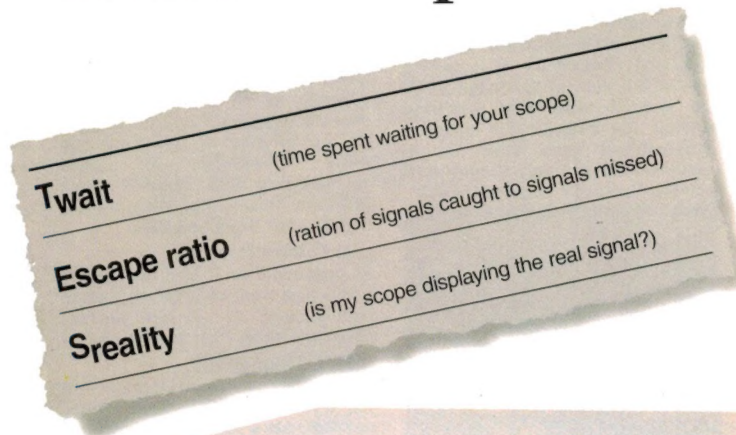 Twait (time spent waiting for your scope)
Escape ratio (ration of signals caught to signals missed)
Sreality (is my scope displaying the real signal?)